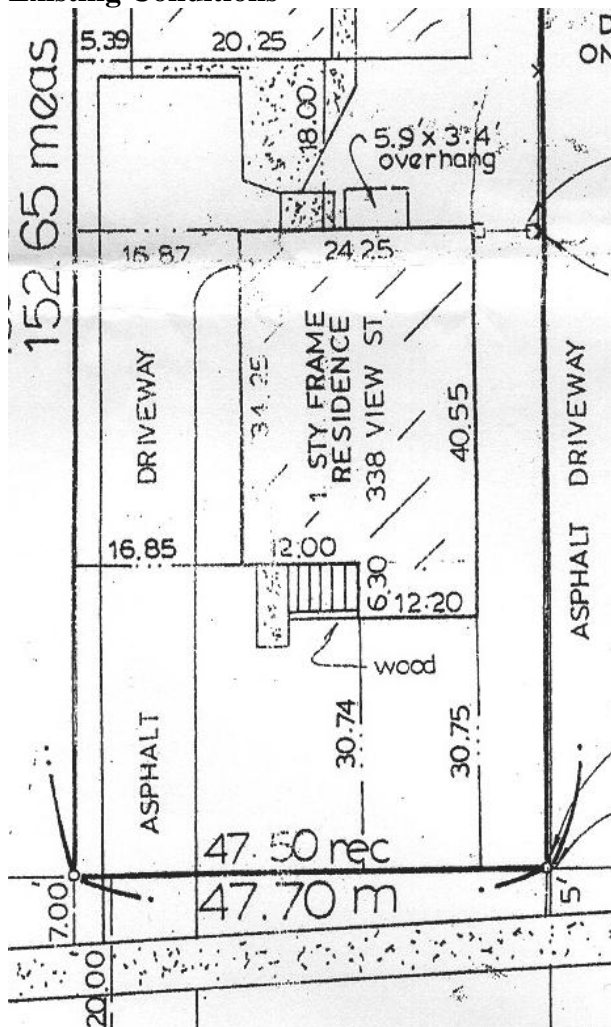 Existing Conditions
5.39
20.25
D
ON
152.65 meas
18.00
5.9' x 3.4'
overhang
16.87
24.25
DRIVEWAY
34.25
1 STY. FRAME
RESIDENCE
338 VIEW ST.
40.55
ASPHALT DRIVEWAY
16.85
12.00
6.30
12.20
wood
ASPHALT
30.74
30.75
47.50 rec
47.70 m
7.00'
5'
20.00